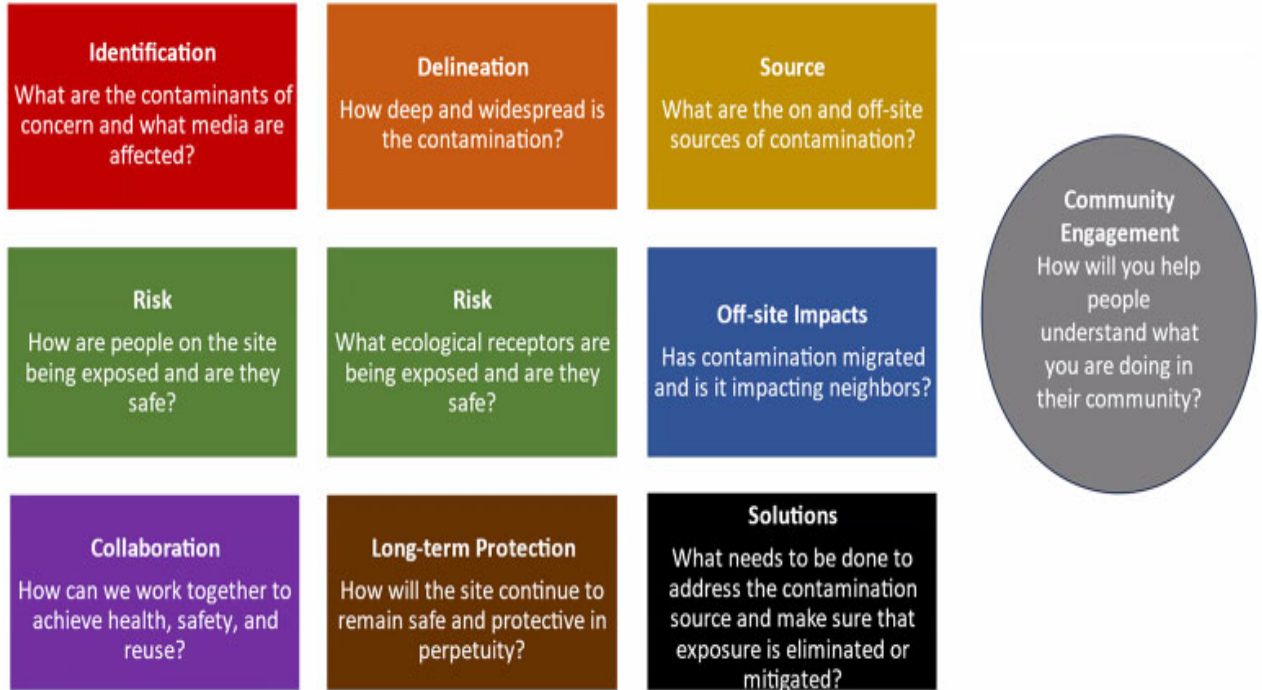 Identification
What are the contaminants of
concern and what media are
affected?
Delineation
How deep and widespread is
the contamination?
Source
What are the on and off-site
sources of contamination?
Risk
How are people on the site
being exposed and are they
safe?
Risk
What ecological receptors are
being exposed and are they
safe?
Off-site Impacts
Has contamination migrated
and is it impacting neighbors?
Collaboration
How can we work together to
achieve health, safety, and
reuse?
Long-term Protection
How will the site continue to
remain safe and protective in
perpetuity?
Solutions
What needs to be done to
address the contamination
source and make sure that
exposure is eliminated or
mitigated?
Community
Engagement
How will you help
people
understand what
you are doing in
their community?